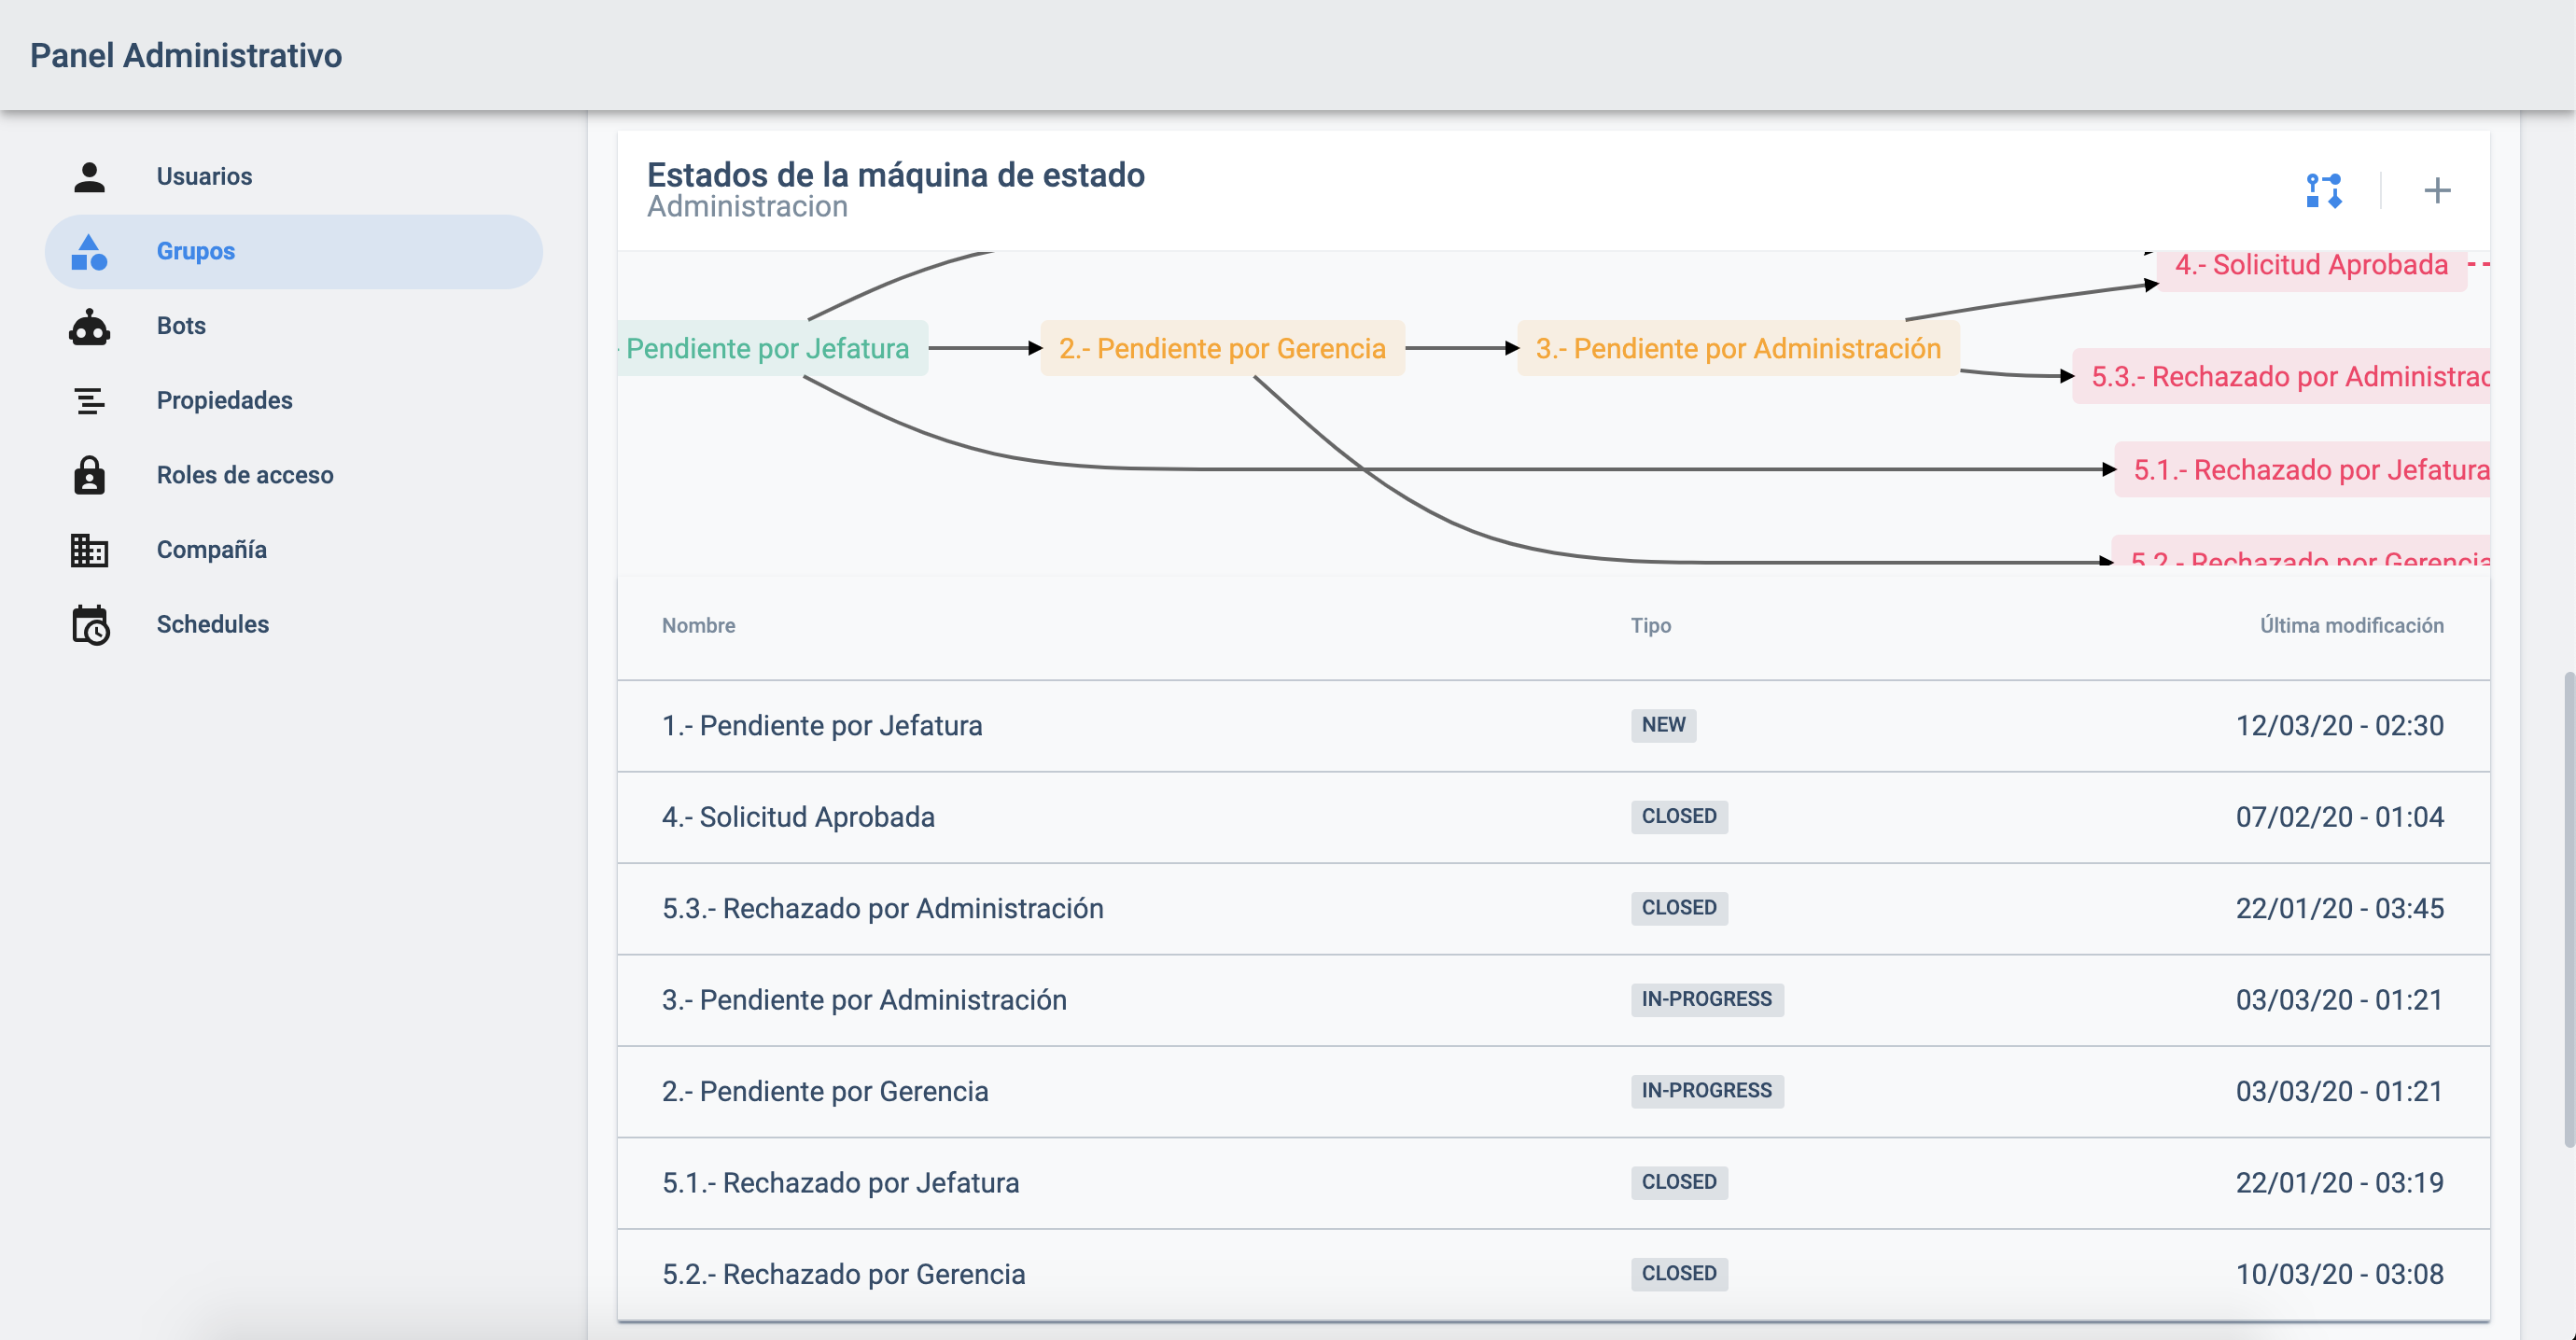 Panel Administrativo
Usuarios
Grupos
Bots
Propiedades
Roles de acceso
Compañía
Schedules
Estados de la máquina de estado
Administracion
4.- Solicitud Aprobada
- Pendiente por Jefatura
2.- Pendiente por Gerencia
3.- Pendiente por Administración
5.3.- Rechazado por Administrac
5.1.- Rechazado por Jefatura
5.2.- Rechazado por Gerencia
Nombre Tipo Última modificación
1.- Pendiente por Jefatura NEW 12/03/20 - 02:30
4.- Solicitud Aprobada CLOSED 07/02/20 - 01:04
5.3.- Rechazado por Administración CLOSED 22/01/20 - 03:45
3.- Pendiente por Administración IN-PROGRESS 03/03/20 - 01:21
2.- Pendiente por Gerencia IN-PROGRESS 03/03/20 - 01:21
5.1.- Rechazado por Jefatura CLOSED 22/01/20 - 03:19
5.2.- Rechazado por Gerencia CLOSED 10/03/20 - 03:08